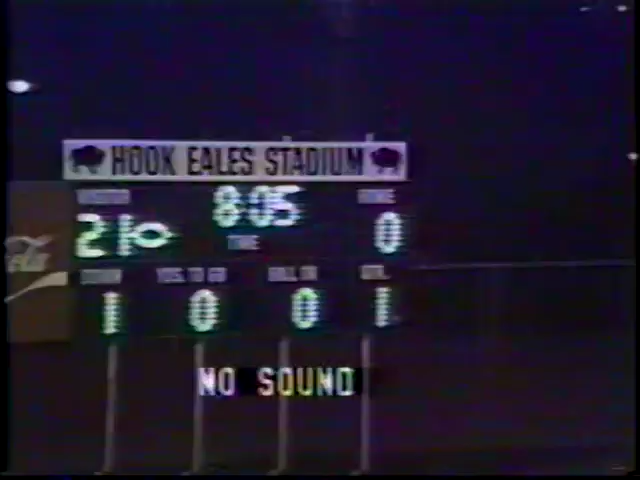 HOOK EALES STADIUM
VISITOR 8:05 HOME
21 TIME 0
DOWN YDS. TO GO BALL ON QTR.
1 0 0 1
NO SOUND